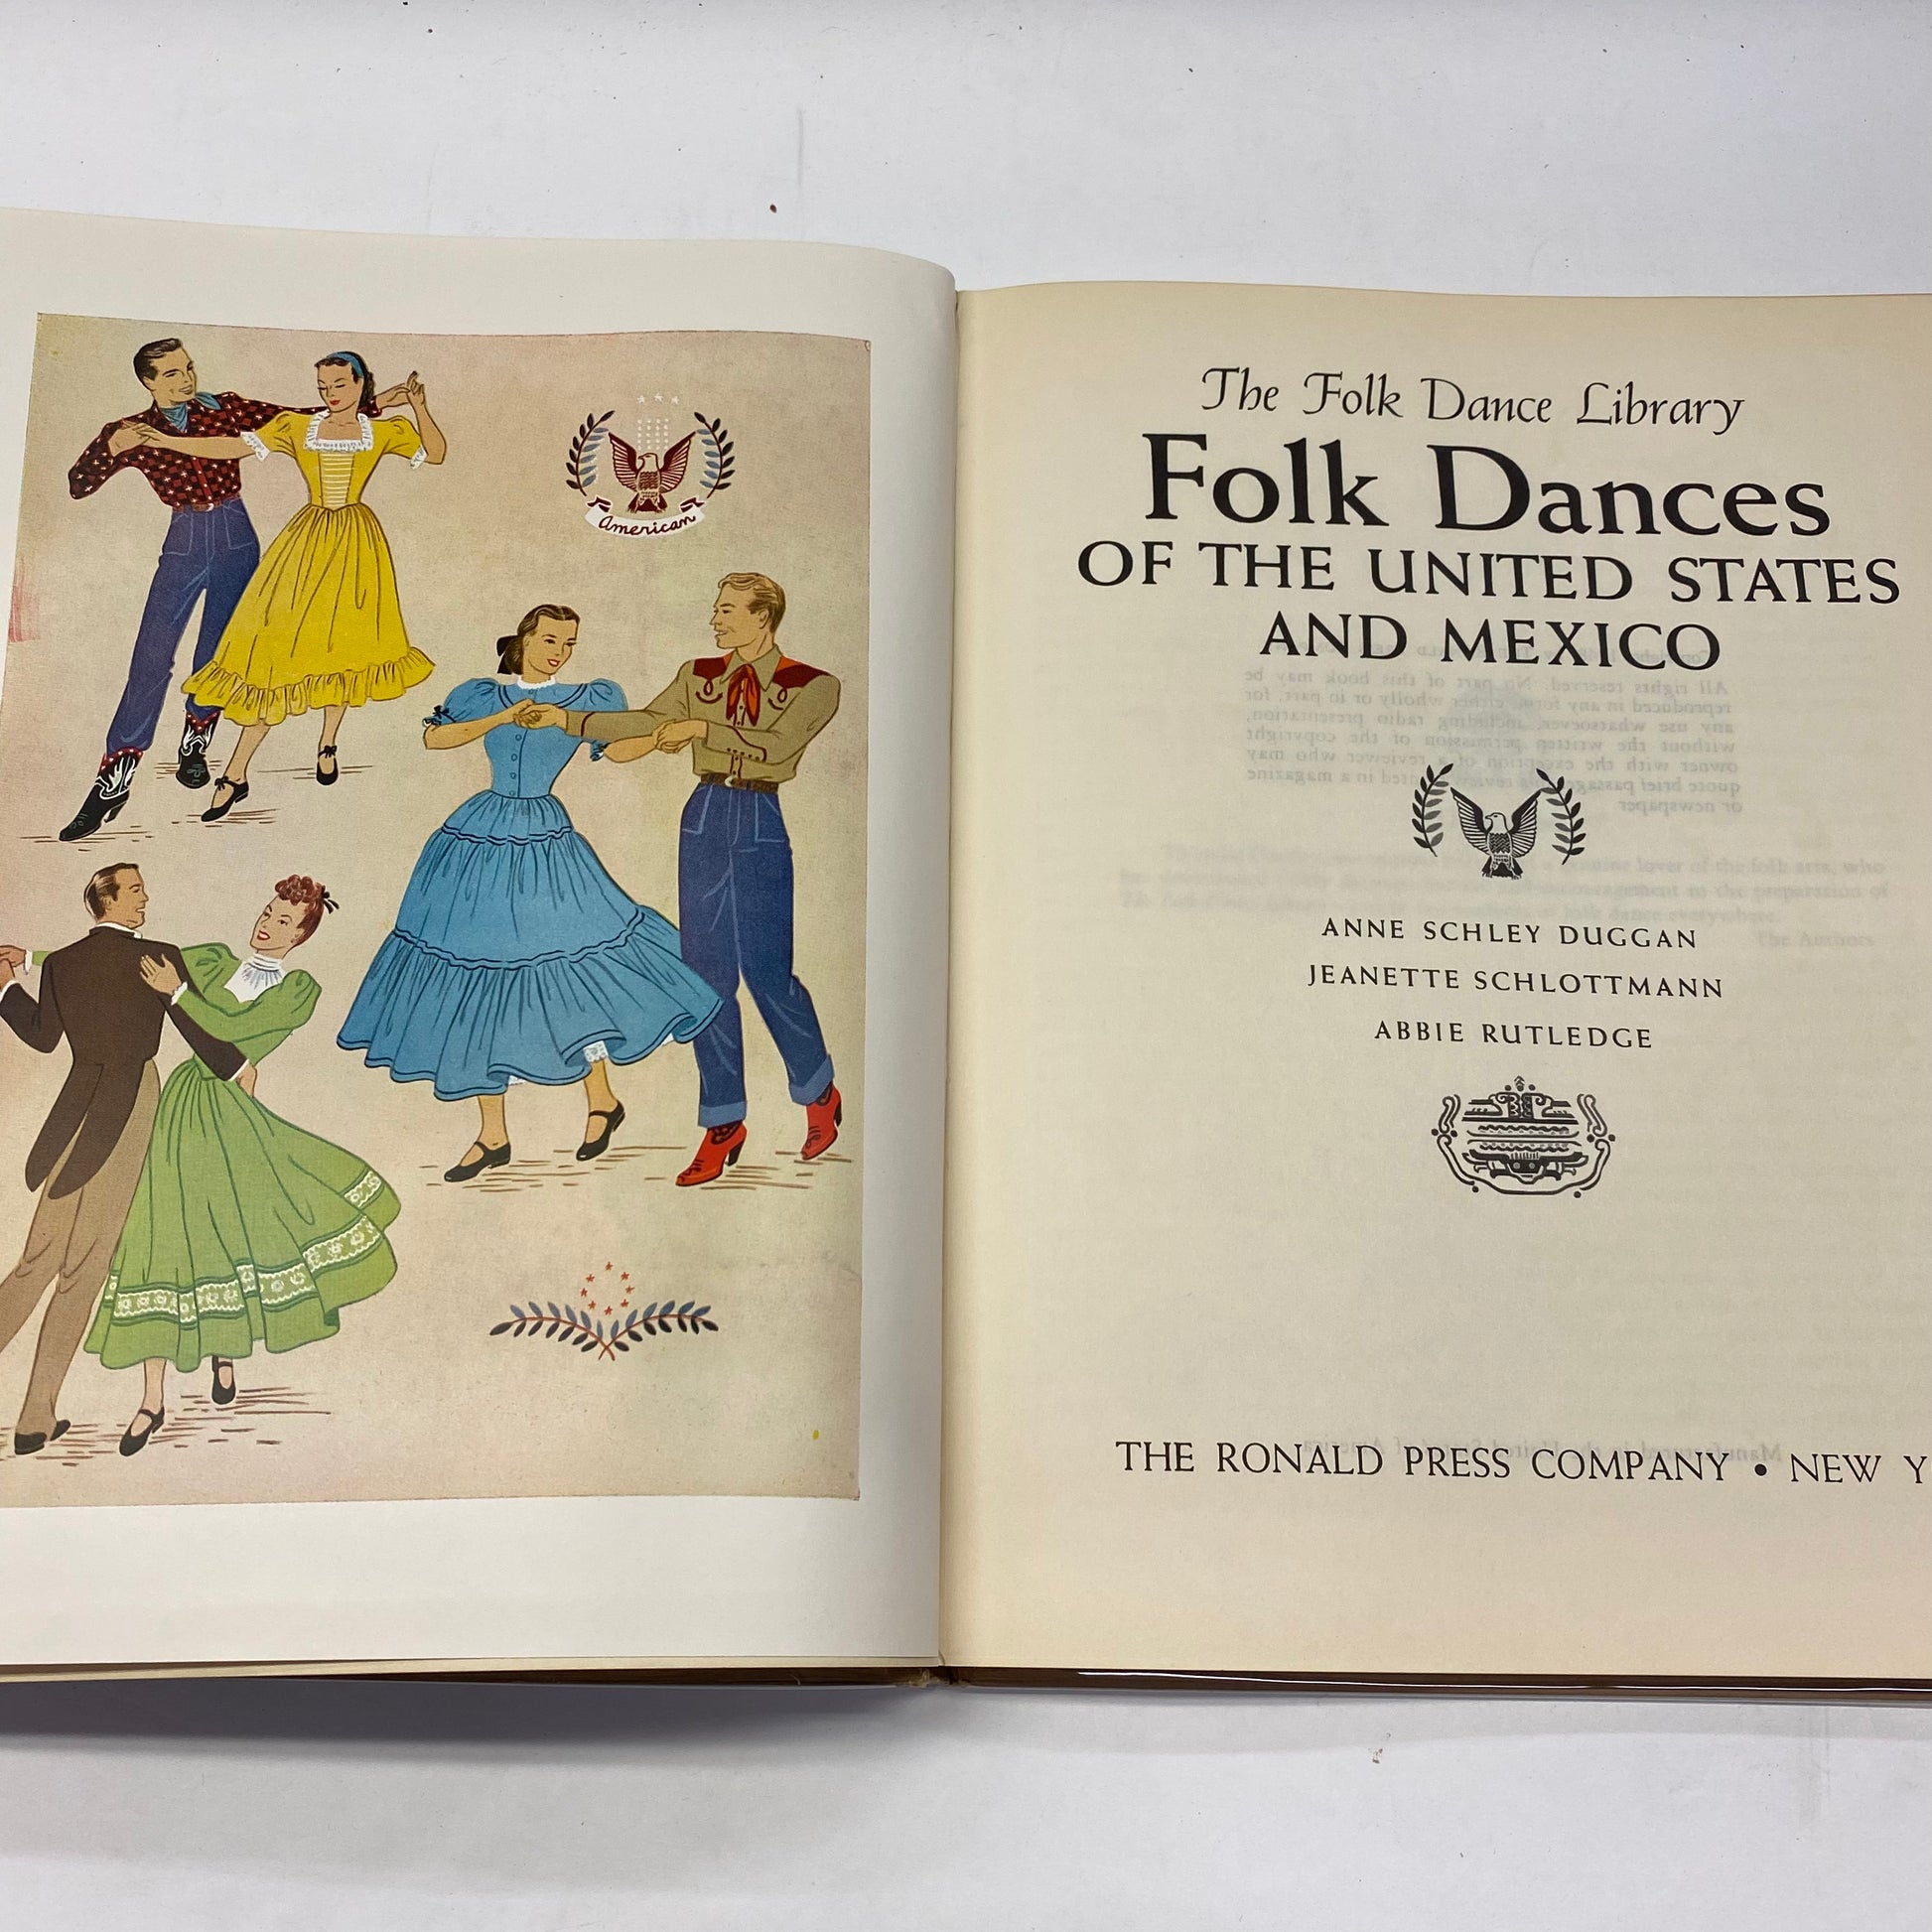 American
The Folk Dance Library
Folk Dances
OF THE UNITED STATES
AND MEXICO
ANNE SCHLEY DUGGAN
JEANETTE SCHLOTTMANN
ABBIE RUTLEDGE
THE RONALD PRESS COMPANY • NEW Y